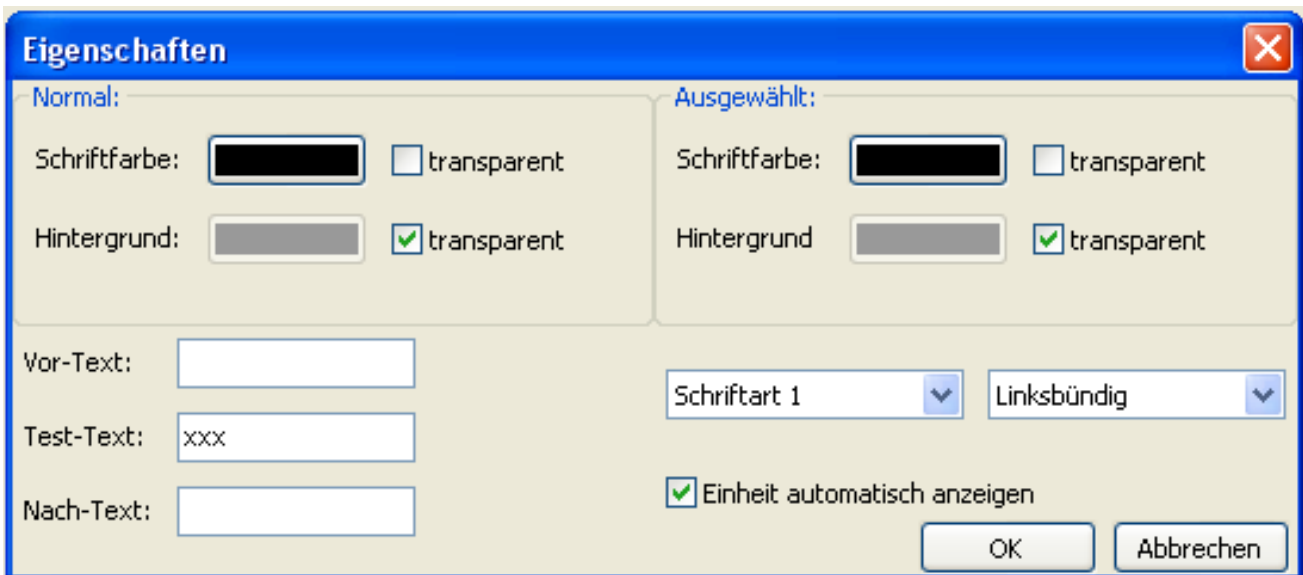 Eigenschaften
Normal:
Schriftfarbe: transparent
Hintergrund: transparent
Ausgewählt:
Schriftfarbe: transparent
Hintergrund transparent
Vor-Text:
Test-Text: xxx
Nach-Text:
Schriftart 1 Linksbündig
Einheit automatisch anzeigen
OK Abbrechen